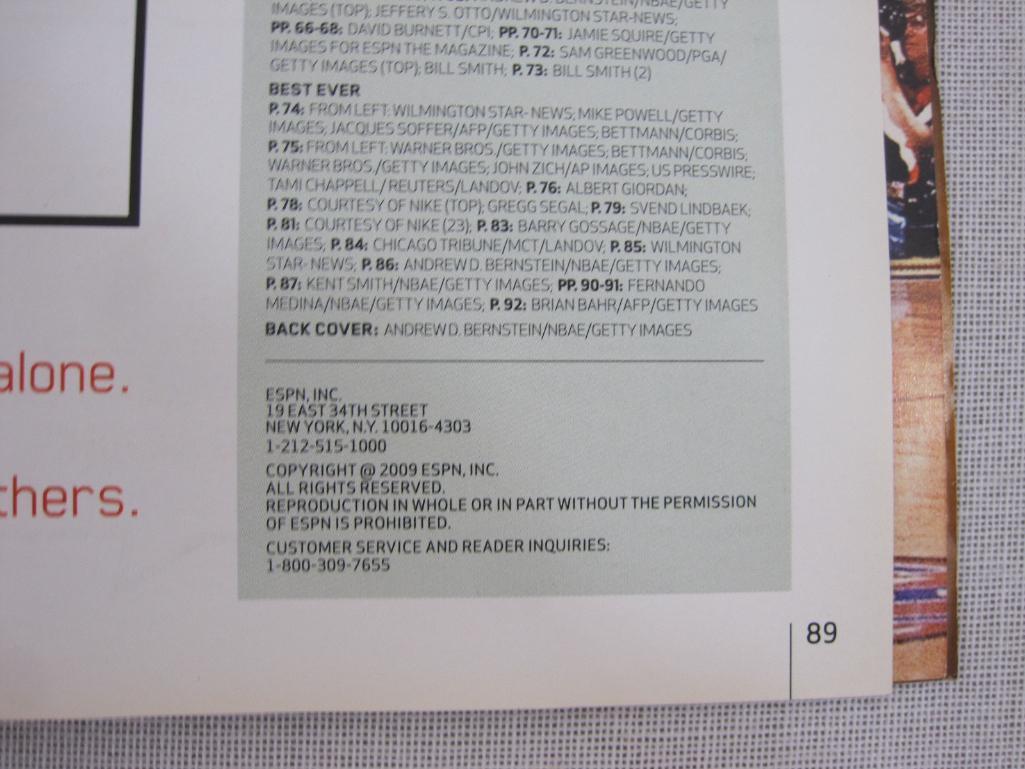 BERNSTEIN/NBAE/GETTY
IMAGES (TOP); JEFFERY S. OTTO/WILMINGTON STAR-NEWS;
PP. 66-68: DAVID BURNETT/CPI; PP. 70-71: JAMIE SQUIRE/GETTY
IMAGES FOR ESPN THE MAGAZINE; P. 72: SAM GREENWOOD/PGA/
GETTY IMAGES (TOP); BILL SMITH; P. 73: BILL SMITH (2)
BEST EVER
P. 74: FROM LEFT: WILMINGTON STAR-NEWS; MIKE POWELL/GETTY
IMAGES; JACQUES SOFFER/AFP/GETTY IMAGES; BETTMANN/CORBIS;
P. 75: FROM LEFT: WARNER BROS./GETTY IMAGES; BETTMANN/CORBIS;
WARNER BROS./GETTY IMAGES; JOHN ZICH/AP IMAGES; US PRESSWIRE;
TAMI CHAPPELL/REUTERS/LANDOV; P. 76: ALBERT GIORDAN;
P. 78: COURTESY OF NIKE (TOP); GREGG SEGAL; P. 79: SVEND LINDBAEK;
P. 81: COURTESY OF NIKE (23); P. 83: BARRY GOSSAGE/NBAE/GETTY
IMAGES; P. 84: CHICAGO TRIBUNE/MCT/LANDOV; P. 85: WILMINGTON
STAR-NEWS; P. 86: ANDREW D. BERNSTEIN/NBAE/GETTY IMAGES;
P. 87: KENT SMITH/NBAE/GETTY IMAGES; PP. 90-91: FERNANDO
MEDINA/NBAE/GETTY IMAGES; P. 92: BRIAN BAHR/AFP/GETTY IMAGES
BACK COVER: ANDREW D. BERNSTEIN/NBAE/GETTY IMAGES
alone.
thers.
ESPN, INC.
19 EAST 34TH STREET
NEW YORK, N.Y. 10016-4303
1-212-515-1000
COPYRIGHT @ 2009 ESPN, INC.
ALL RIGHTS RESERVED.
REPRODUCTION IN WHOLE OR IN PART WITHOUT THE PERMISSION
OF ESPN IS PROHIBITED.
CUSTOMER SERVICE AND READER INQUIRIES:
1-800-309-7655
89